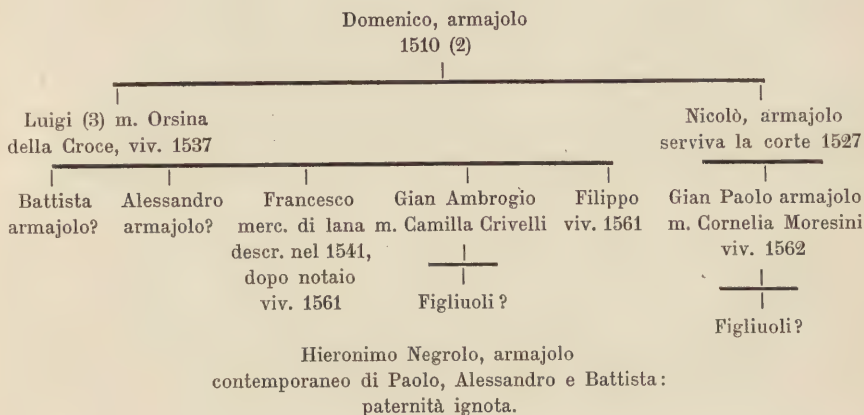 Domenico, armajolo
1510 (2)
Luigi (3) m. Orsina
della Croce, viv. 1537
Nicolò, armajolo
serviva la corte 1527
Battista
armajolo?
Alessandro
armajolo?
Francesco
merc. di lana
descr. nel 1541,
dopo notaio
viv. 1561
Gian Ambrogio
m. Camilla Crivelli
Figliuoli?
Filippo
viv. 1561
Gian Paolo armajolo
m. Cornelia Moresini
viv. 1562
Figliuoli?
Hieronimo Negrolo, armajolo
contemporaneo di Paolo, Alessandro e Battista:
paternità ignota.